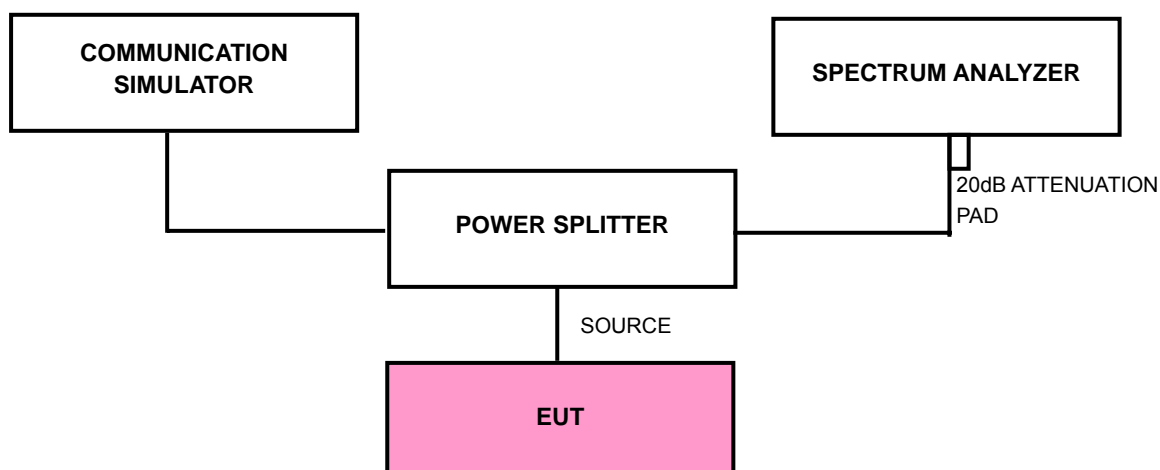 COMMUNICATION
SIMULATOR
SPECTRUM ANALYZER
20dB ATTENUATION
PAD
POWER SPLITTER
SOURCE
EUT